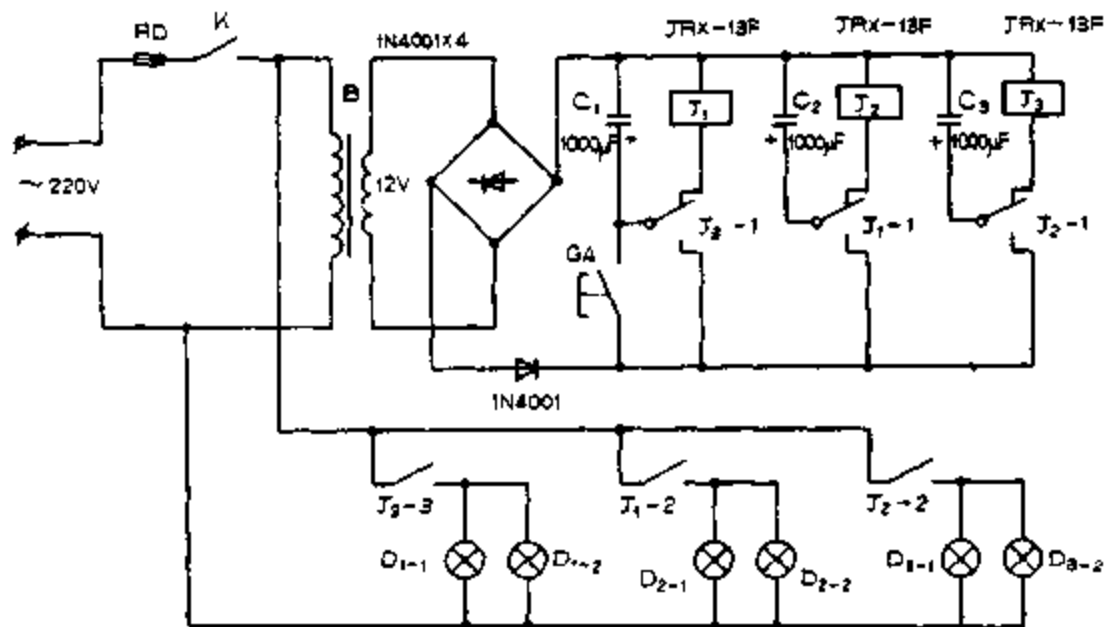 RD
K
1N4001×4
JRX-13F
JRX-13F
JRX-13F
B
C₁
1000μF
+
J₁
C₂
+
1000μF
J₂
C₃
+
1000μF
J₃
~220V
12V
J₃-1
J₁-1
J₂-1
GA
1N4001
J₃-3
J₁-2
J₂-2
D₁₋₁
D₁₋₂
D₂₋₁
D₂₋₂
D₃₋₁
D₃₋₂